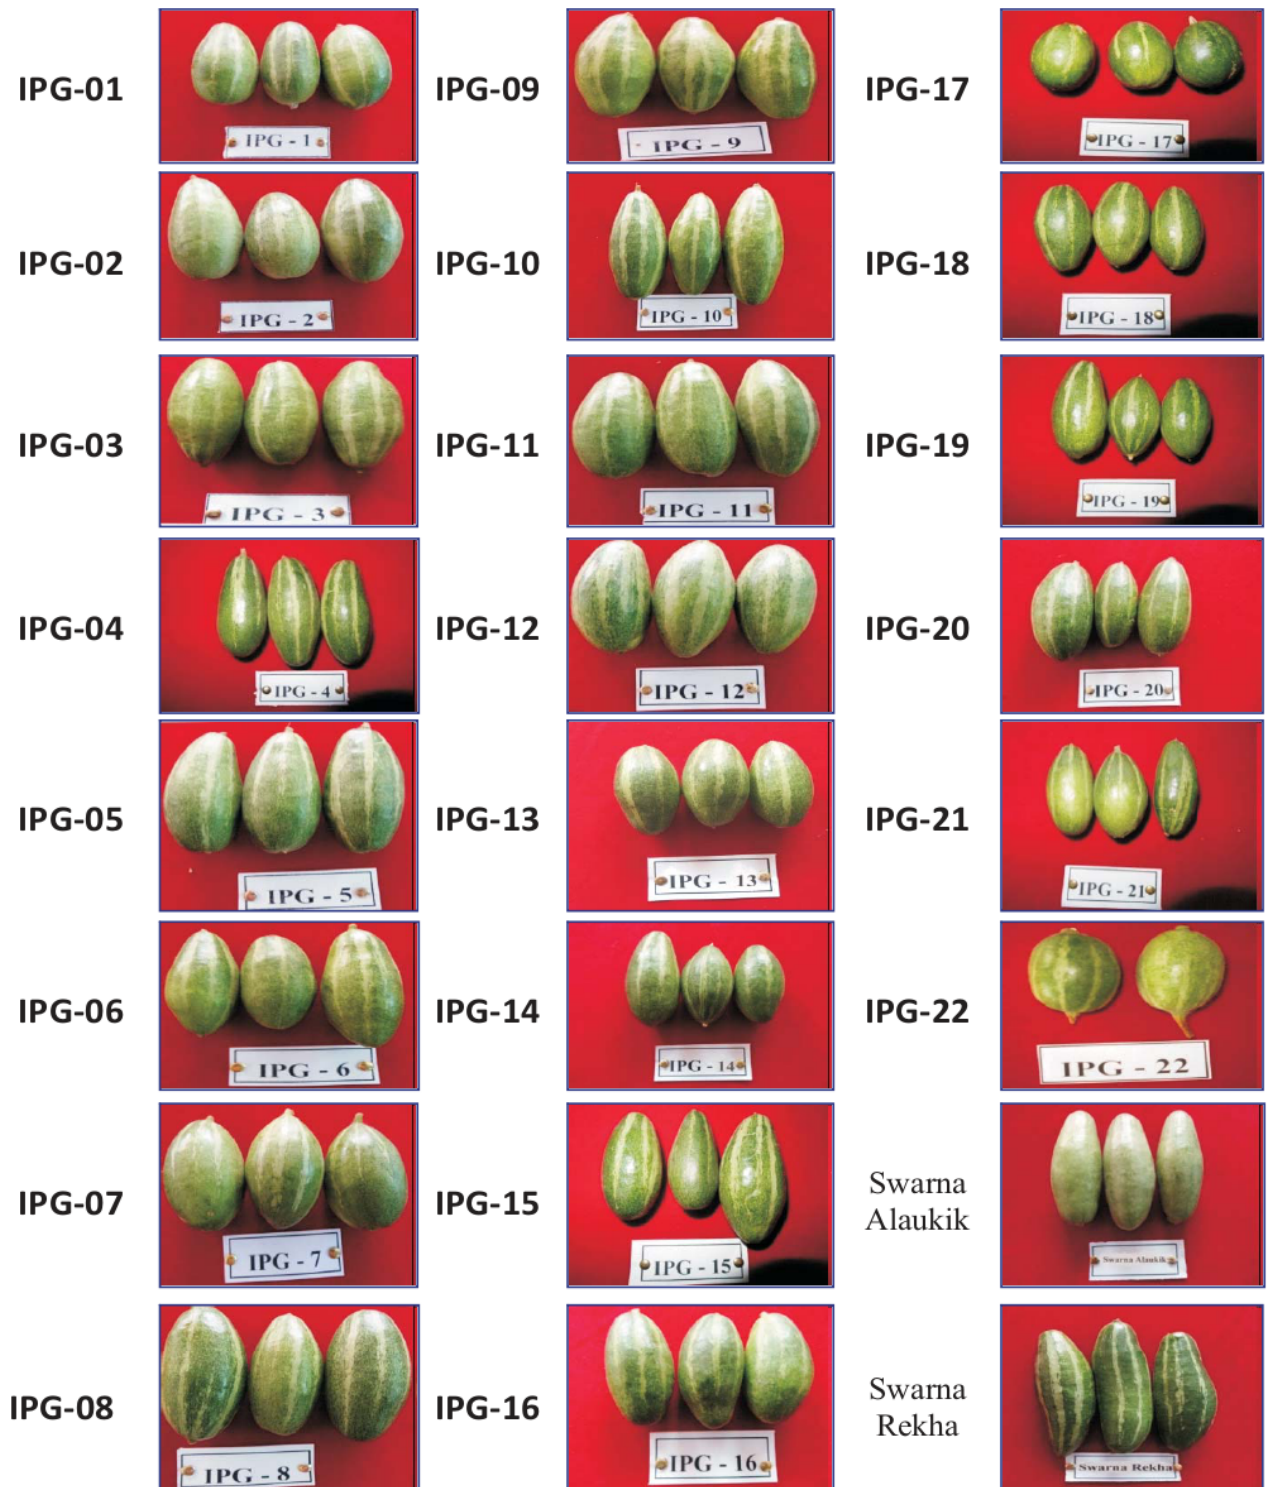 IPG-01
IPG - 1
IPG-09
IPG - 9
IPG-17
IPG - 17
IPG-02
IPG - 2
IPG-10
IPG - 10
IPG-18
IPG - 18
IPG-03
IPG - 3
IPG-11
IPG - 11
IPG-19
IPG - 19
IPG-04
IPG - 4
IPG-12
IPG - 12
IPG-20
IPG - 20
IPG-05
IPG - 5
IPG-13
IPG - 13
IPG-21
IPG - 21
IPG-06
IPG - 6
IPG-14
IPG - 14
IPG-22
IPG - 22
IPG-07
IPG - 7
IPG-15
IPG - 15
Swarna
Alaukik
Swarna Alaukik
IPG-08
IPG - 8
IPG-16
IPG - 16
Swarna
Rekha
Swarna Rekha